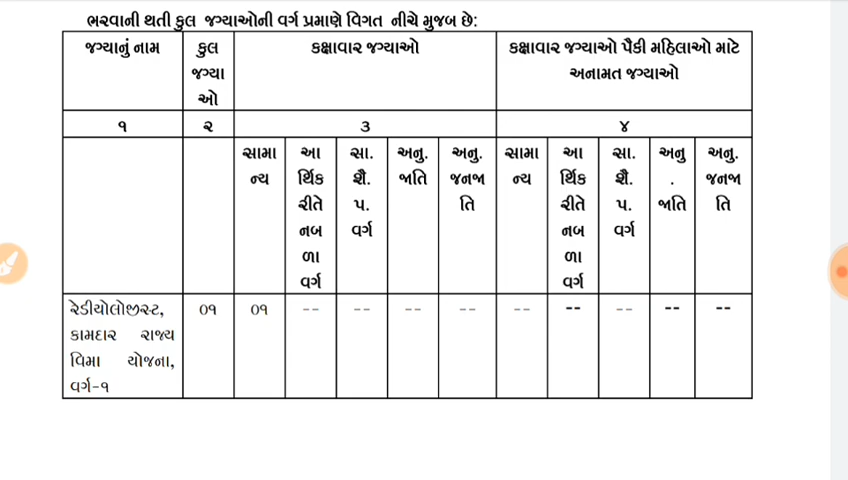 ભરવાની થતી કુલ જગ્યાઓની વર્ગ પ્રમાણે વિગત નીચે મુજબ છે:
જગ્યાનું નામ
કુલ
જગ્યા
ઓ
કક્ષાવાર જગ્યાઓ
કક્ષાવાર જગ્યાઓ પૈકી મહિલાઓ માટે
અનામત જગ્યાઓ
૧
૨
૩
૪
સામા
ન્ય
આ
ર્થિક
રીતે
નબ
ળા
વર્ગ
સા.
શૈ.
પ.
વર્ગ
અનુ.
જાતિ
અનુ.
જનજા
તિ
સામા
ન્ય
આ
ર્થિક
રીતે
નબ
ળા
વર્ગ
સા.
શૈ.
પ.
વર્ગ
અનુ
.
જાતિ
અનુ.
જનજા
તિ
રેડીયોલોજીસ્ટ,
કામદાર રાજ્ય
વિમા યોજના,
વર્ગ-૧
૦૧
૦૧
--
--
--
--
--
--
--
--
--